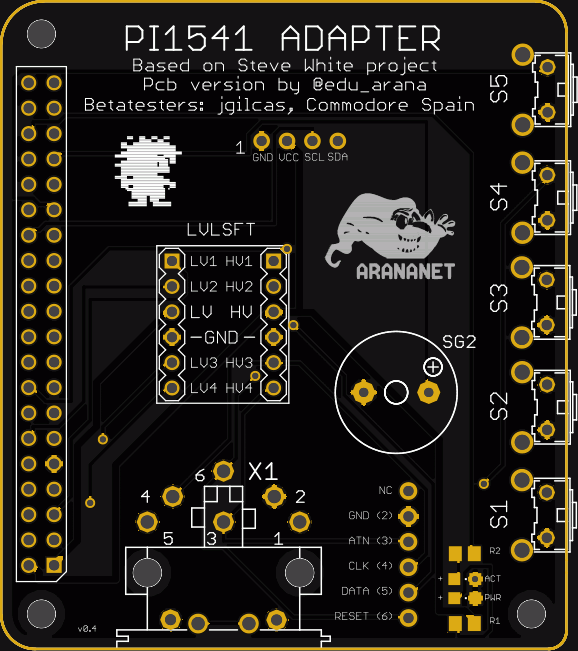 PI1541 ADAPTER
Based on Steve White project
Pcb version by @edu_arana
Betatesters: jgilcas, Commodore Spain
1
GND VCC SCL SDA
S5
S4
S3
S2
S1
ARANANET
LVLSFT
LV1 HV1
LV2 HV2
LV HV
-GND-
LV3 HV3
LV4 HV4
SG2
+
X1
6
4
2
5 3 1
NC
GND (2)
ATN (3)
CLK (4)
DATA (5)
RESET (6)
R2
+ ACT
+ PWR
R1
v0.4